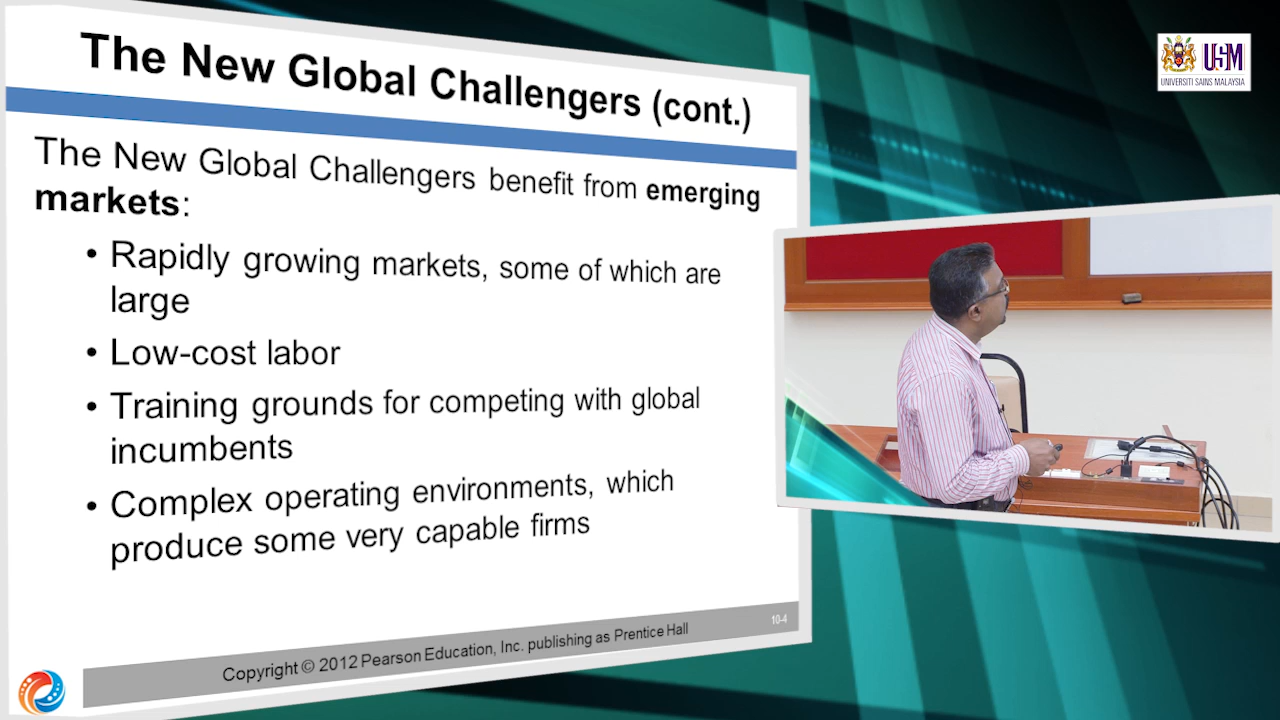 The New Global Challengers (cont.)
The New Global Challengers benefit from emerging
markets:
• Rapidly growing markets, some of which are
large
• Low-cost labor
• Training grounds for competing with global
incumbents
• Complex operating environments, which
produce some very capable firms
Copyright © 2012 Pearson Education, Inc. publishing as Prentice Hall
10-4
USM
UNIVERSITI SAINS MALAYSIA